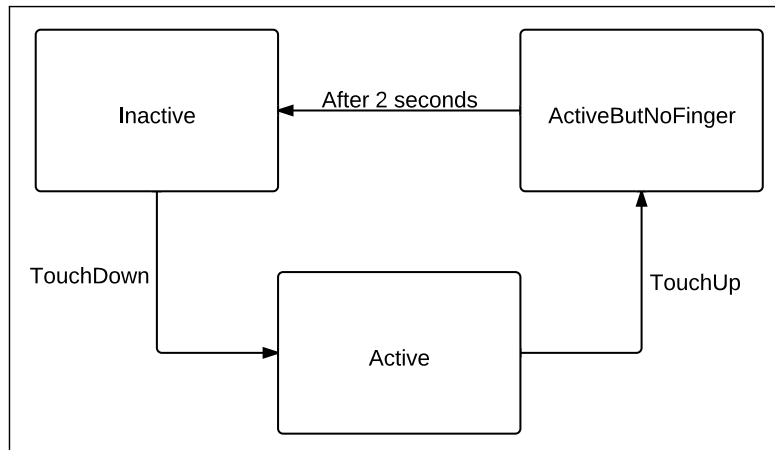 Inactive
After 2 seconds
ActiveButNoFinger
TouchDown
TouchUp
Active